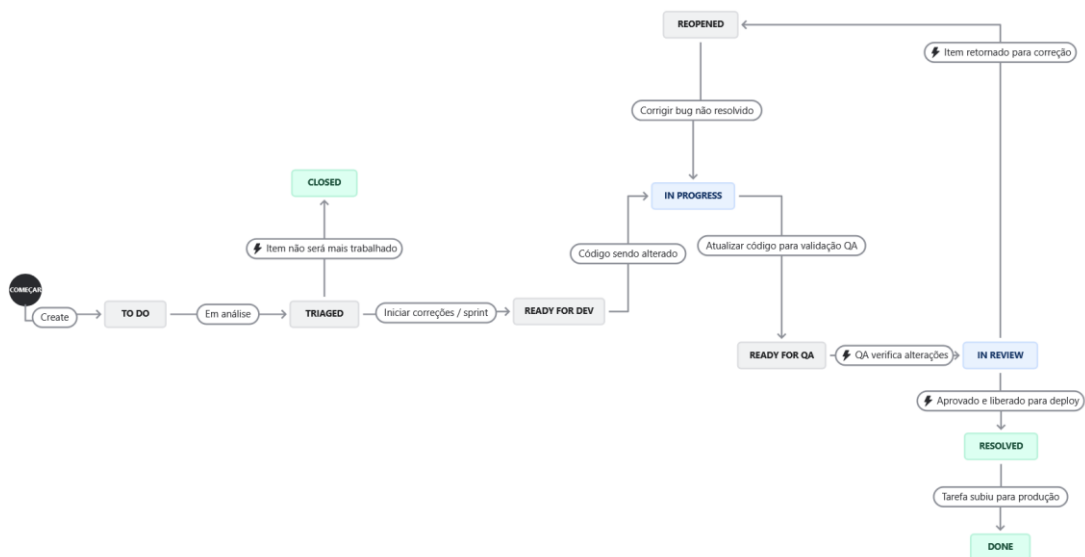 REOPENED
Item retornado para correção
Corrigir bug não resolvido
CLOSED
IN PROGRESS
Item não será mais trabalhado
Código sendo alterado
Atualizar código para validação QA
COMEÇAR
Create
TO DO
Em análise
TRIAGED
Iniciar correções / sprint
READY FOR DEV
READY FOR QA
QA verifica alterações
IN REVIEW
Aprovado e liberado para deploy
RESOLVED
Tarefa subiu para produção
DONE